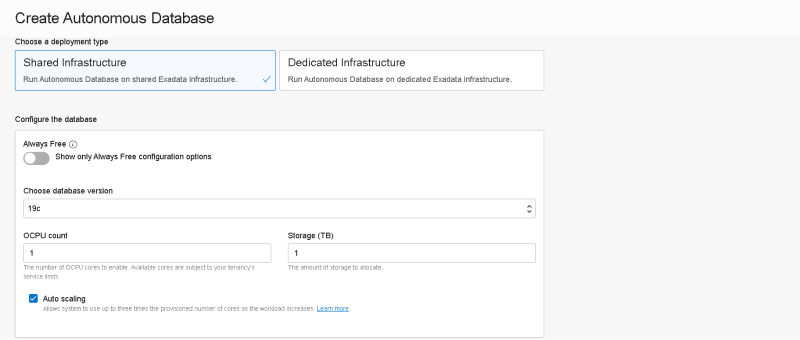 Create Autonomous Database
Choose a deployment type
Shared Infrastructure
Run Autonomous Database on shared Exadata infrastructure.
Dedicated Infrastructure
Run Autonomous Database on dedicated Exadata infrastructure.
Configure the database
Always Free
Show only Always Free configuration options
Choose database version
19c
OCPU count
1
The number of OCPU cores to enable. Available cores are subject to your tenancy's
service limits.
Storage (TB)
1
The amount of storage to allocate.
Auto scaling
Allows system to use up to three times the provisioned number of cores as the workload increases. Learn more.